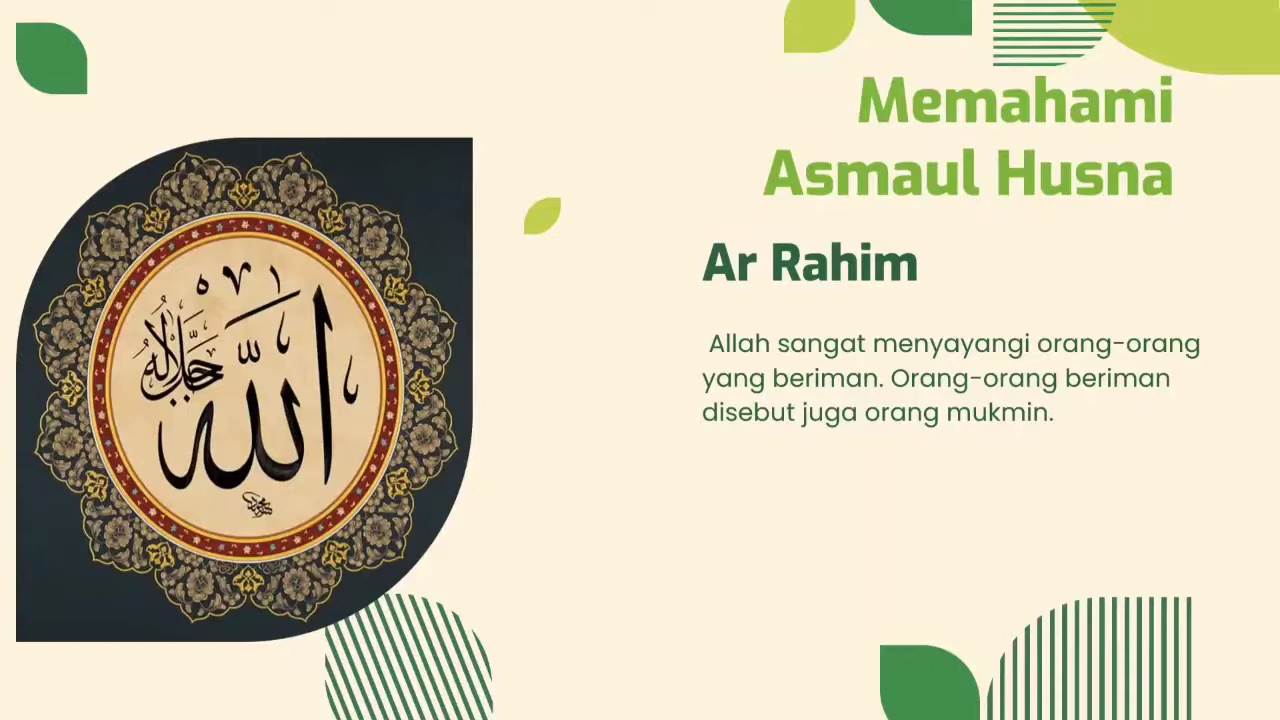 Memahami
Asmaul Husna
Ar Rahim
Allah sangat menyayangi orang-orang
yang beriman. Orang-orang beriman
disebut juga orang mukmin.
الله
جل جلاله